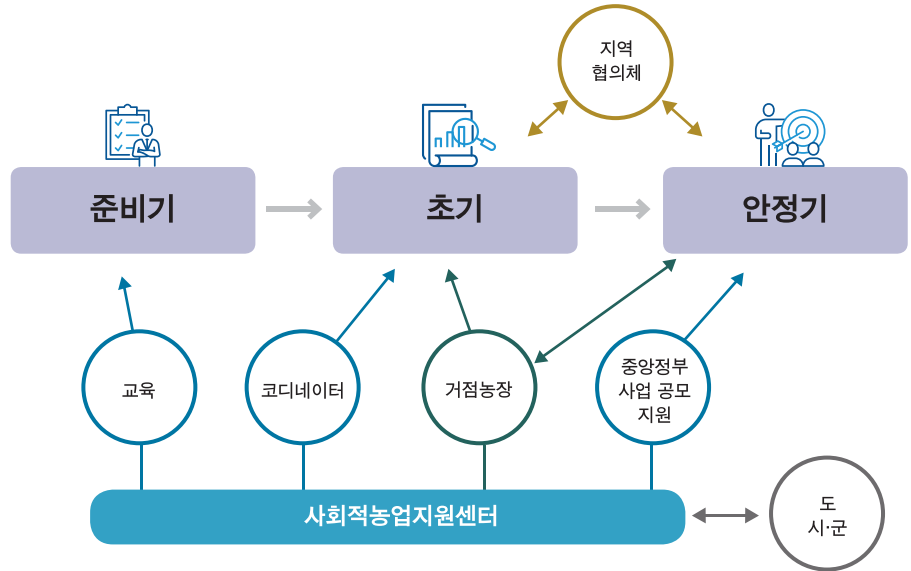 지역
협의체
준비기
초기
안정기
교육
코디네이터
거점농장
중앙정부
사업 공모
지원
사회적농업지원센터
도
시·군